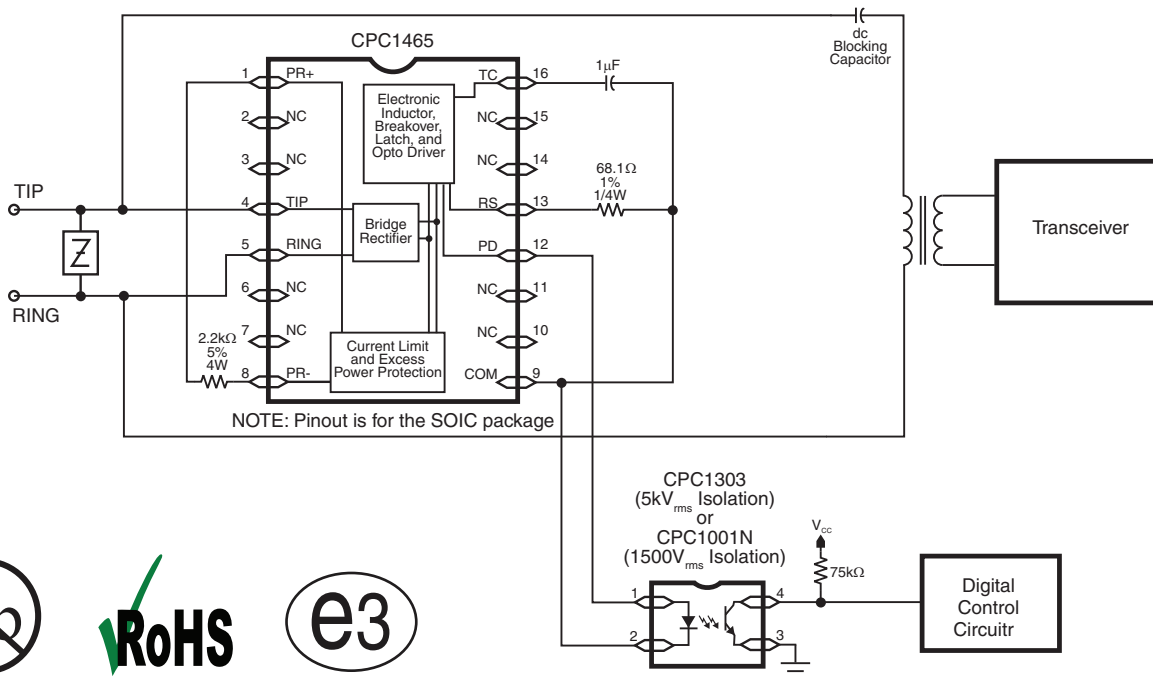 dc
Blocking
Capacitor
CPC1465
1 PR+
2 NC
3 NC
4 TIP
5 RING
6 NC
7 NC
8 PR-
TC 16
NC 15
NC 14
RS 13
PD 12
NC 11
NC 10
COM 9
Electronic
Inductor,
Breakover,
Latch, and
Opto Driver
Bridge
Rectifier
Current Limit
and Excess
Power Protection
1µF
68.1Ω
1%
1/4W
2.2kΩ
5%
4W
TIP
RING
Transceiver
NOTE: Pinout is for the SOIC package
CPC1303
(5kVrms Isolation)
or
CPC1001N
(1500Vrms Isolation)
1
2
4
3
Vcc
75kΩ
Digital
Control
Circuitr
RoHS
e3